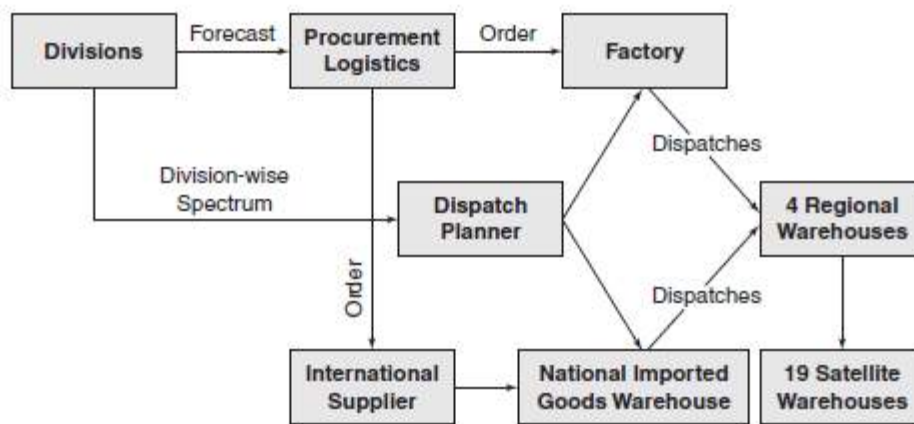 Divisions
Forecast
Procurement
Logistics
Order
Factory
Dispatches
Division-wise
Spectrum
Dispatch
Planner
4 Regional
Warehouses
Order
Dispatches
International
Supplier
National Imported
Goods Warehouse
19 Satellite
Warehouses